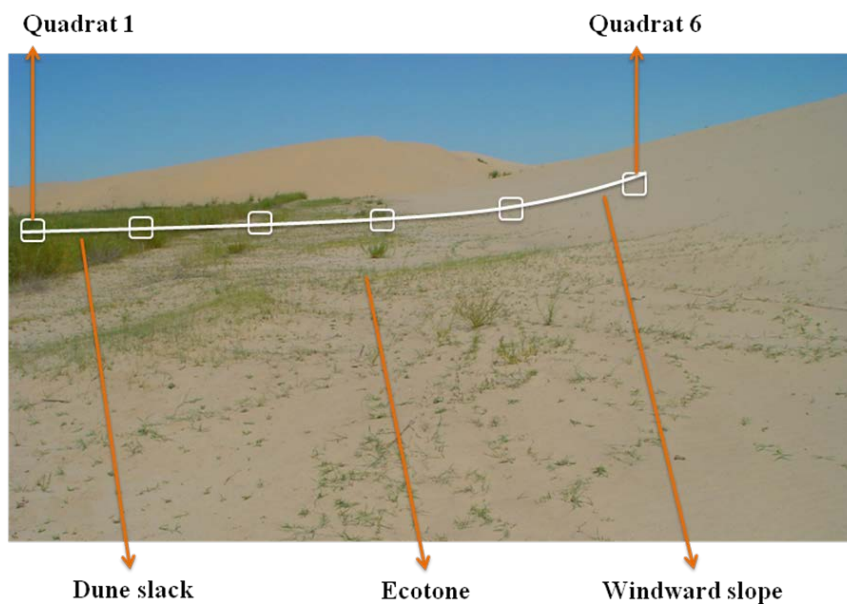 Quadrat 1
Quadrat 6
Dune slack
Ecotone
Windward slope